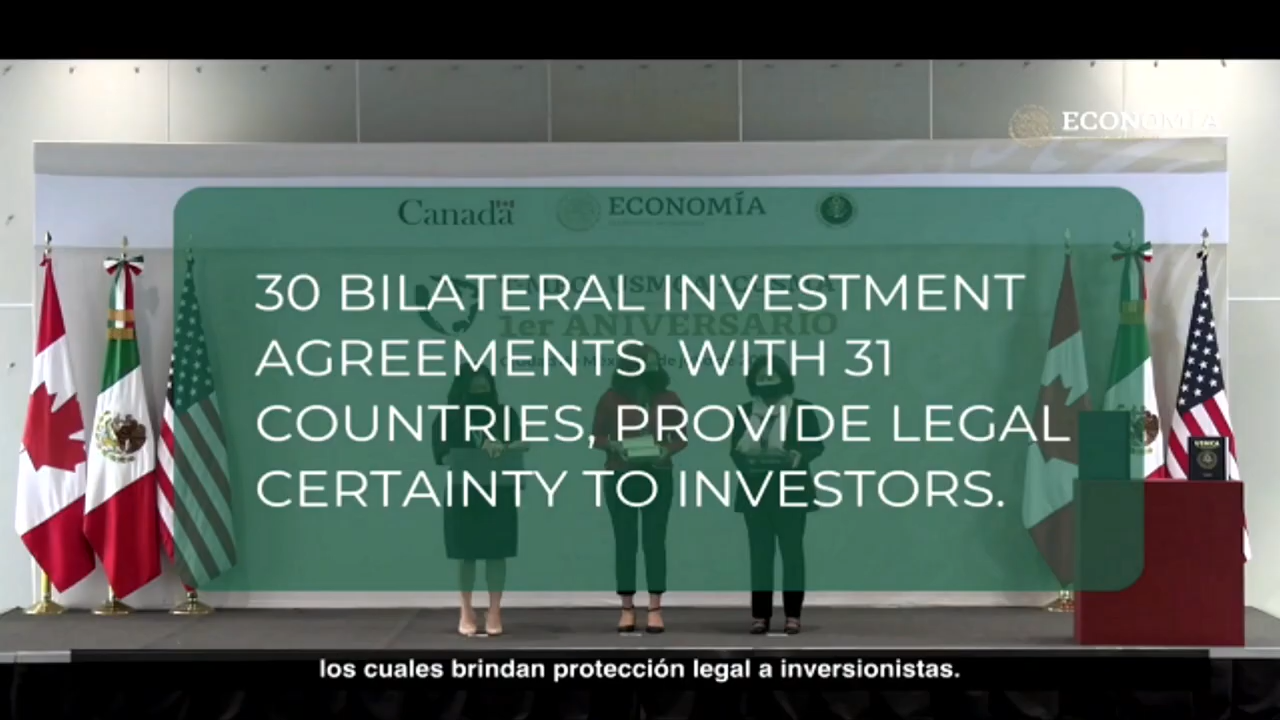 ECONOMÍA
Canada
ECONOMÍA
1er ANIVERSARIO
30 BILATERAL INVESTMENT
AGREEMENTS WITH 31
COUNTRIES, PROVIDE LEGAL
CERTAINTY TO INVESTORS.
los cuales brindan protección legal a inversionistas.